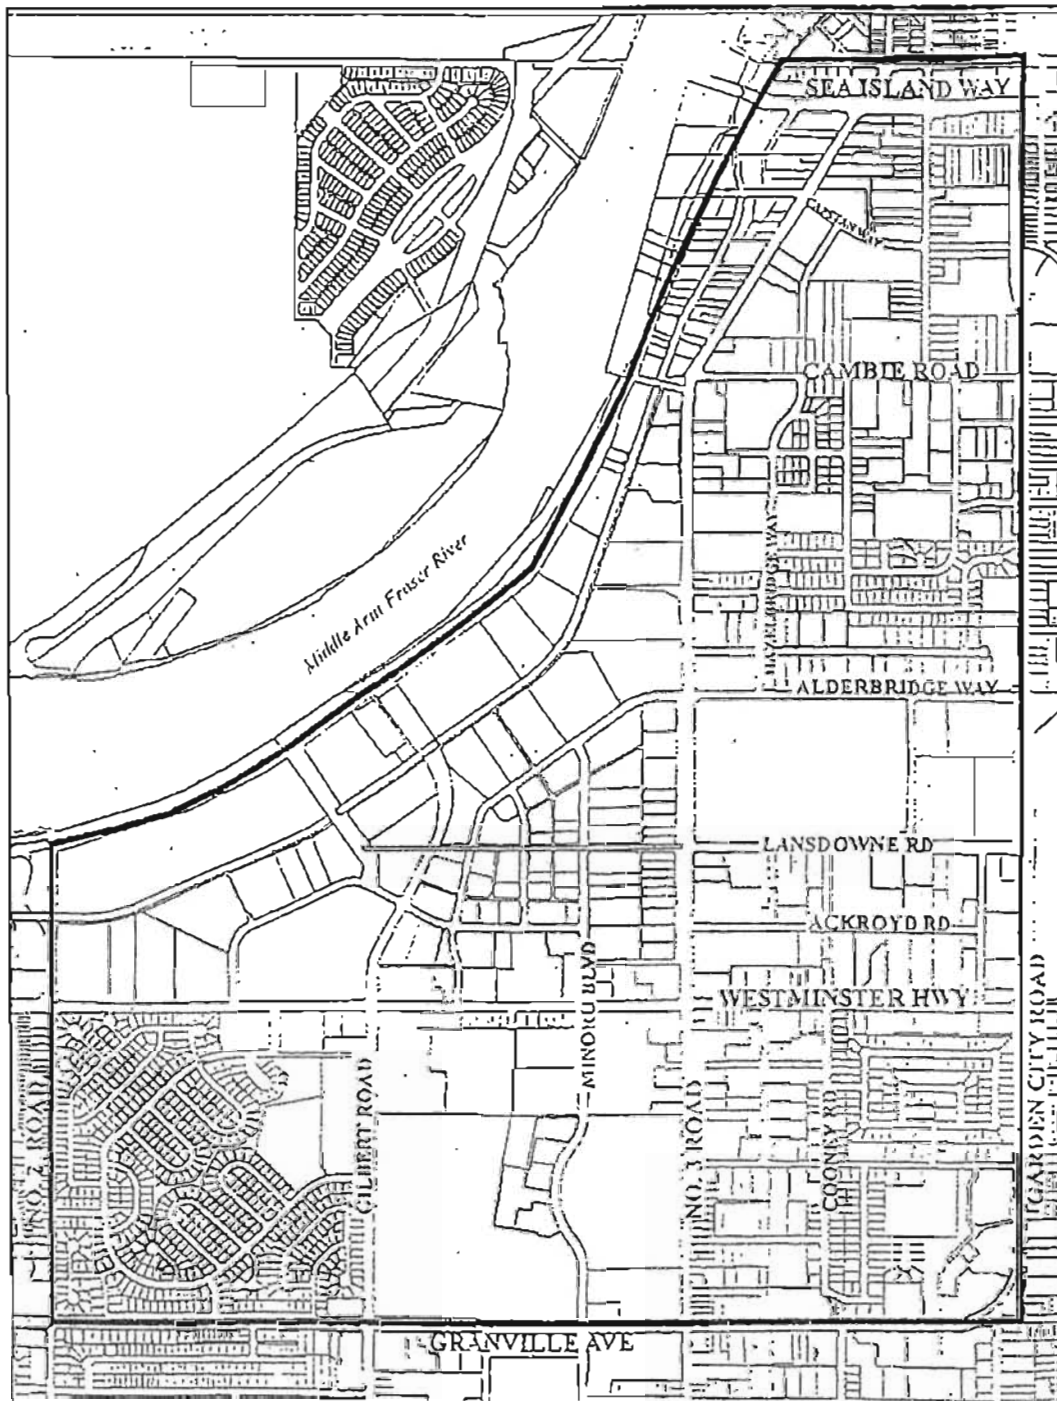 SEA ISLAND WAY
CAMBIE ROAD
HAZELBRIDGE WAY
Middle Arm Fraser River
ALDERBRIDGE WAY
LANSDOWNE RD
ACKROYD RD
WESTMINSTER HWY
MINORU BLVD
NO. 2 ROAD
GILBERT ROAD
NO. 3 ROAD
COONEY RD
GARDEN CITY ROAD
GRANVILLE AVE